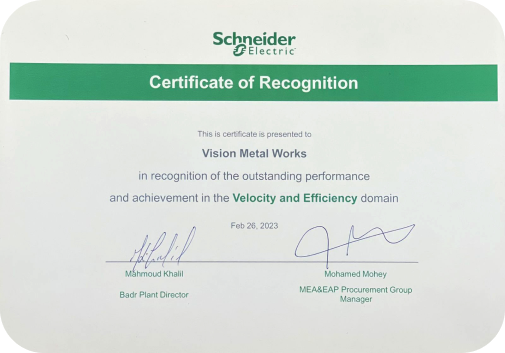 Schneider
Electric
Certificate of Recognition
This is certificate is presented to
Vision Metal Works
in recognition of the outstanding performance
and achievement in the Velocity and Efficiency domain
Feb 26, 2023
Mahmoud Khalil
Mohamed Mohey
Badr Plant Director
MEA&EAP Procurement Group
Manager